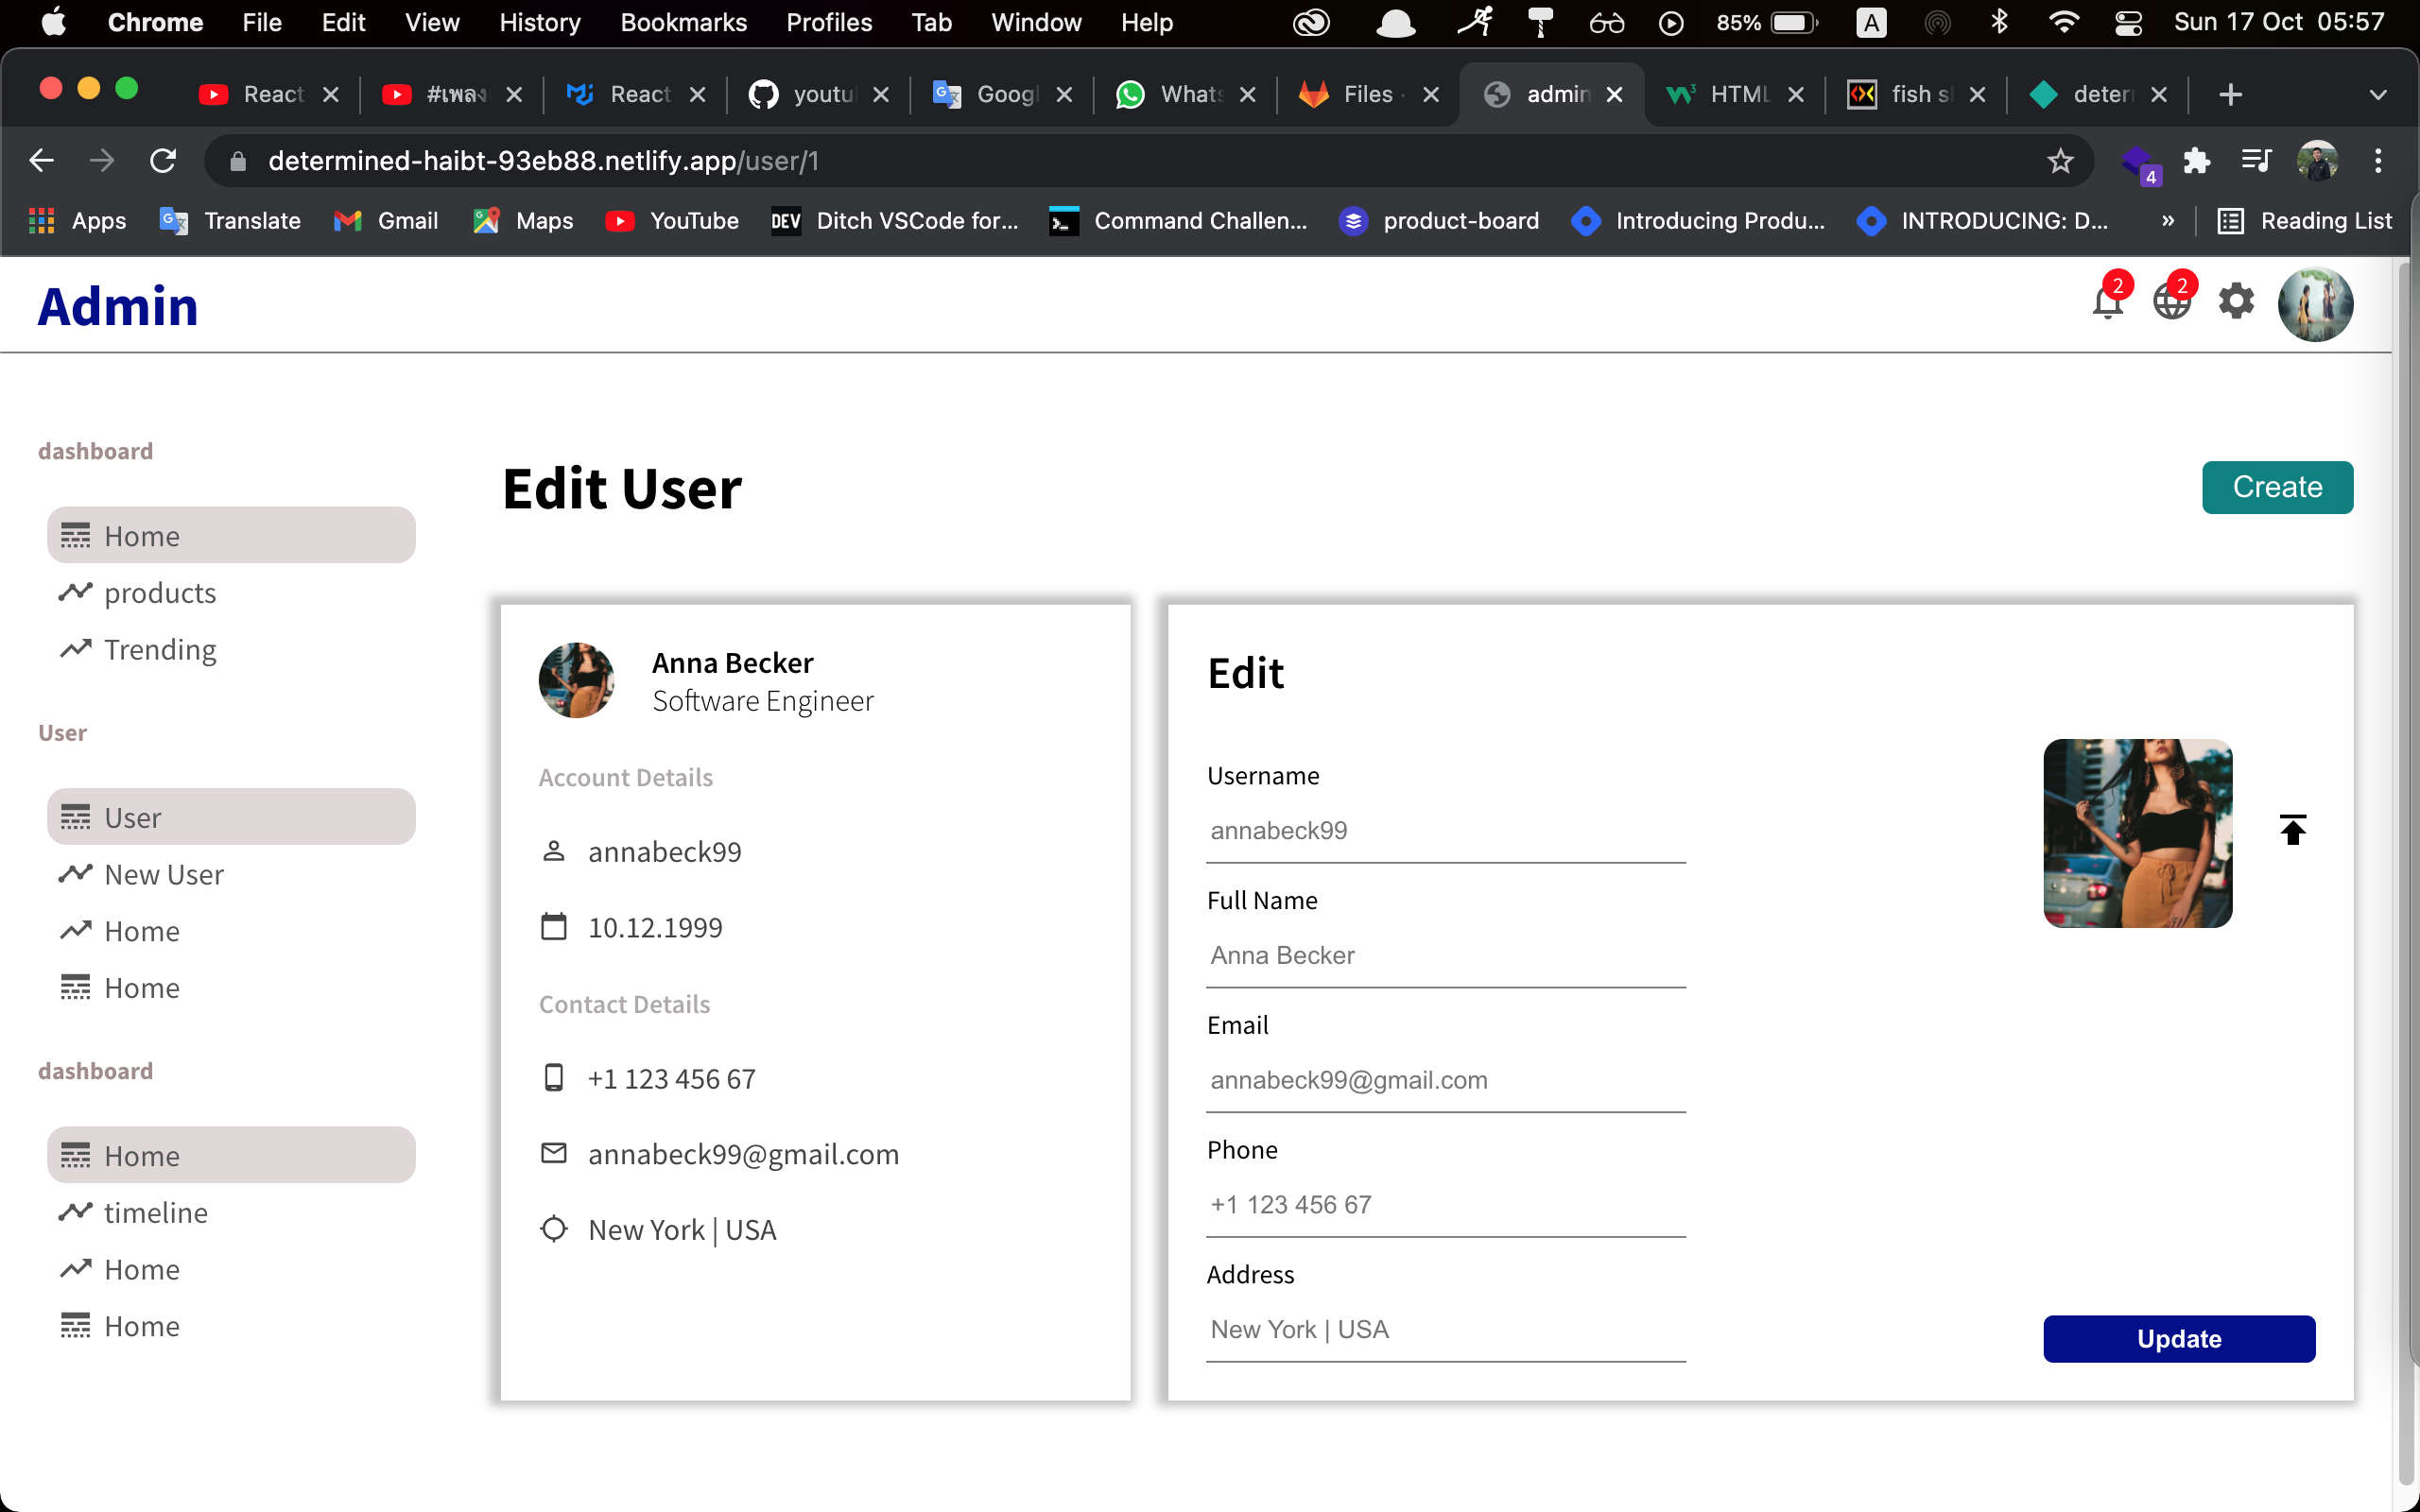 Chrome File Edit View History Bookmarks Profiles Tab Window Help 85% A Sun 17 Oct 05:57
React #เพลง React youtu Googl Whats Files admin HTML fish s deter
determined-haibt-93eb88.netlify.app/user/1 4
Apps Translate Gmail Maps YouTube DEV Ditch VSCode for... Command Challen... product-board Introducing Produ... INTRODUCING: D... » Reading List
Admin 2 2
dashboard
Home
products
Trending
User
User
New User
Home
Home
dashboard
Home
timeline
Home
Home
Edit User
Create
Anna Becker
Software Engineer
Account Details
annabeck99
10.12.1999
Contact Details
+1 123 456 67
annabeck99@gmail.com
New York | USA
Edit
Username
annabeck99
Full Name
Anna Becker
Email
annabeck99@gmail.com
Phone
+1 123 456 67
Address
New York | USA
Update